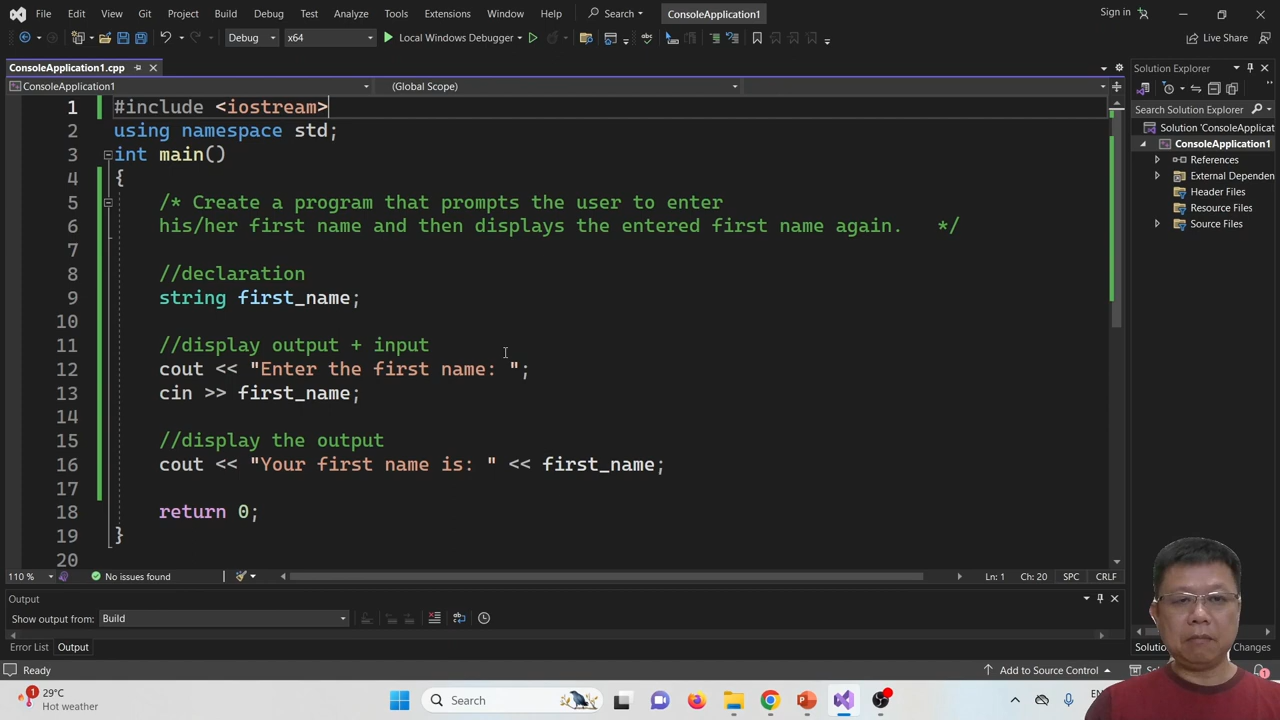 File Edit View Git Project Build Debug Test Analyze Tools Extensions Window Help Search ConsoleApplication1 Sign in
Debug x64 Local Windows Debugger Live Share
ConsoleApplication1.cpp
ConsoleApplication1 (Global Scope)
1 #include <iostream>
2 using namespace std;
3 int main()
4 {
5 /* Create a program that prompts the user to enter
6 his/her first name and then displays the entered first name again. */
7
8 //declaration
9 string first_name;
10
11 //display output + input
12 cout << "Enter the first name: ";
13 cin >> first_name;
14
15 //display the output
16 cout << "Your first name is: " << first_name;
17
18 return 0;
19 }
20
110 % No issues found Ln: 1 Ch: 20 SPC CRLF
Output
Show output from: Build
Error List Output
Ready Add to Source Control
Solution Explorer
Search Solution Explorer
Solution 'ConsoleApplicat
ConsoleApplication1
References
External Dependen
Header Files
Resource Files
Source Files
Solutio Changes
1
1 29°C
Hot weather
Search
EN